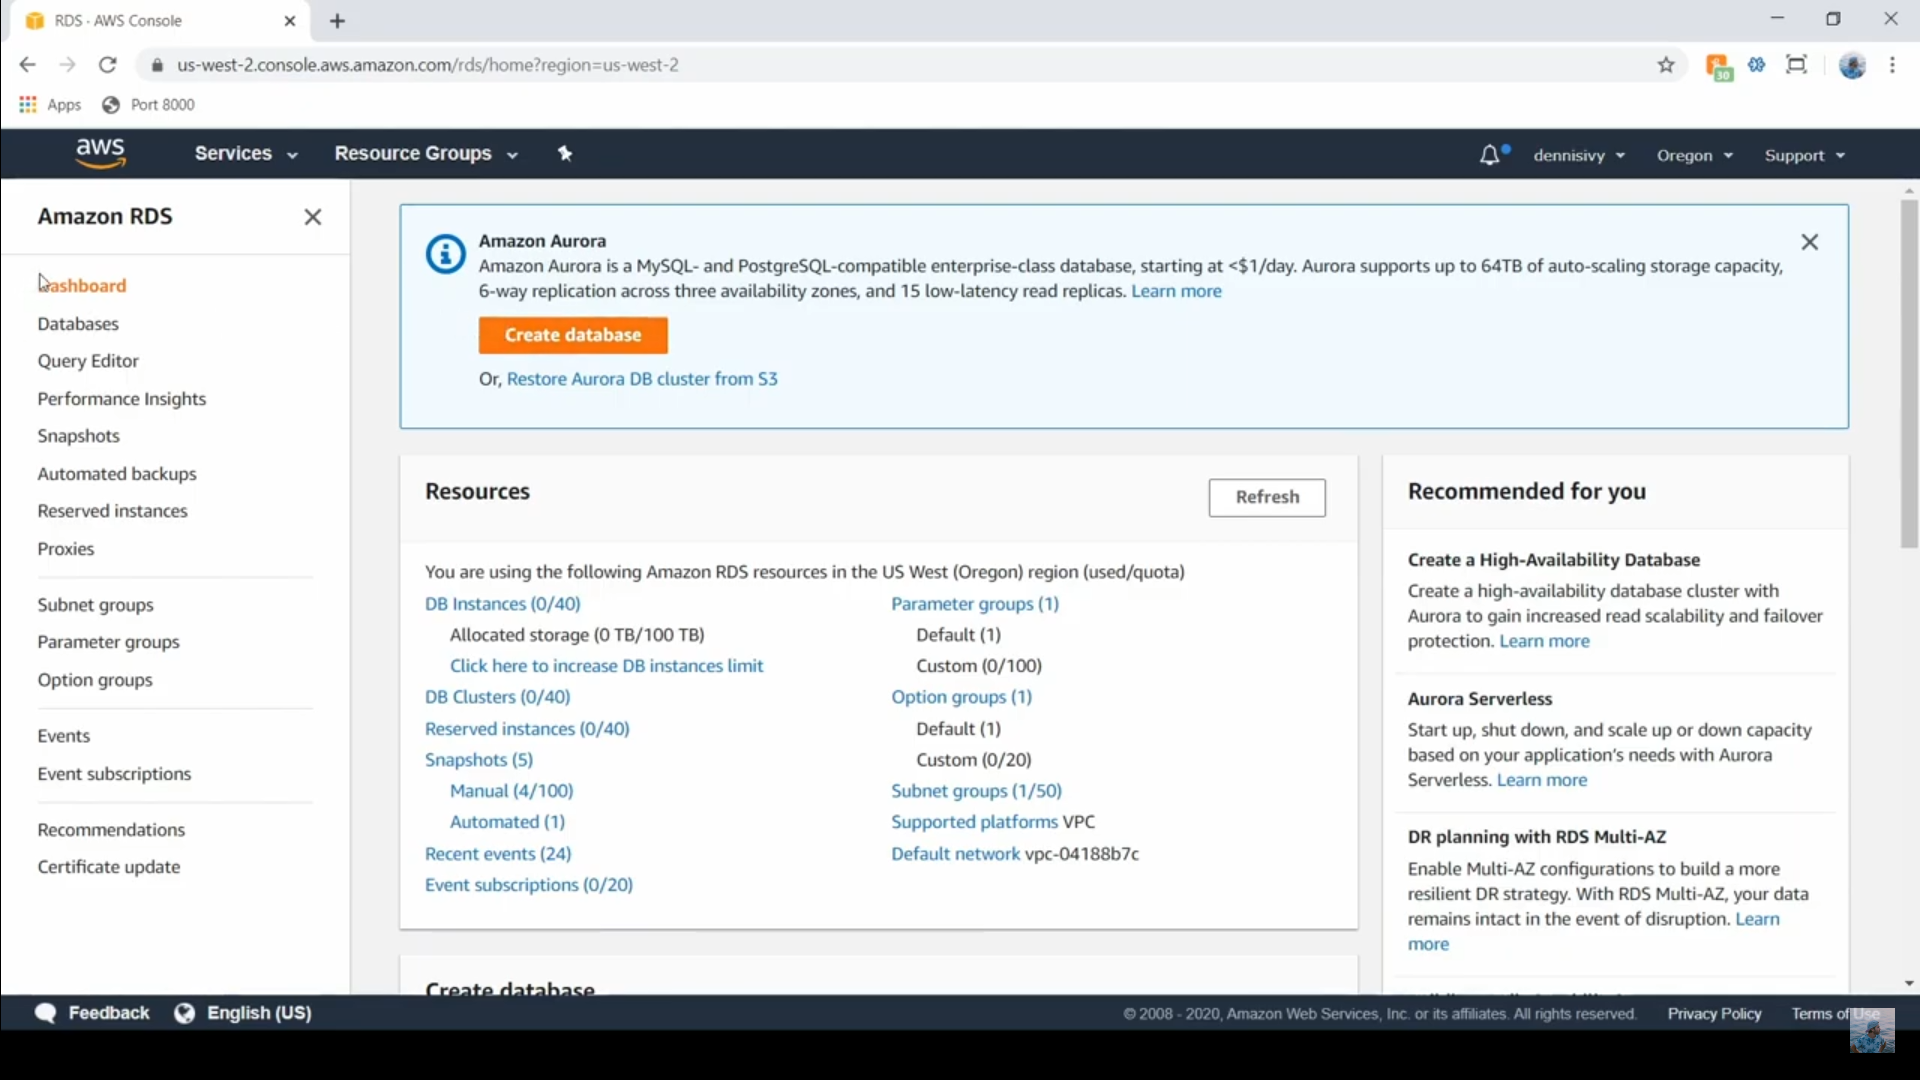 RDS · AWS Console
us-west-2.console.aws.amazon.com/rds/home?region=us-west-2
30
Apps
Port 8000
aws
Services
Resource Groups
dennisivy
Oregon
Support
Amazon RDS
Dashboard
Databases
Query Editor
Performance Insights
Snapshots
Automated backups
Reserved instances
Proxies
Subnet groups
Parameter groups
Option groups
Events
Event subscriptions
Recommendations
Certificate update
Amazon Aurora
Amazon Aurora is a MySQL- and PostgreSQL-compatible enterprise-class database, starting at <$1/day. Aurora supports up to 64TB of auto-scaling storage capacity,
6-way replication across three availability zones, and 15 low-latency read replicas. Learn more
Create database
Or, Restore Aurora DB cluster from S3
Resources
Refresh
You are using the following Amazon RDS resources in the US West (Oregon) region (used/quota)
DB Instances (0/40)
Allocated storage (0 TB/100 TB)
Click here to increase DB instances limit
DB Clusters (0/40)
Reserved instances (0/40)
Snapshots (5)
Manual (4/100)
Automated (1)
Recent events (24)
Event subscriptions (0/20)
Parameter groups (1)
Default (1)
Custom (0/100)
Option groups (1)
Default (1)
Custom (0/20)
Subnet groups (1/50)
Supported platforms VPC
Default network vpc-04188b7c
Create database
Recommended for you
Create a High-Availability Database
Create a high-availability database cluster with
Aurora to gain increased read scalability and failover
protection. Learn more
Aurora Serverless
Start up, shut down, and scale up or down capacity
based on your application's needs with Aurora
Serverless. Learn more
DR planning with RDS Multi-AZ
Enable Multi-AZ configurations to build a more
resilient DR strategy. With RDS Multi-AZ, your data
remains intact in the event of disruption. Learn
more
Feedback
English (US)
© 2008 - 2020, Amazon Web Services, Inc. or its affiliates. All rights reserved.
Privacy Policy
Terms of Use